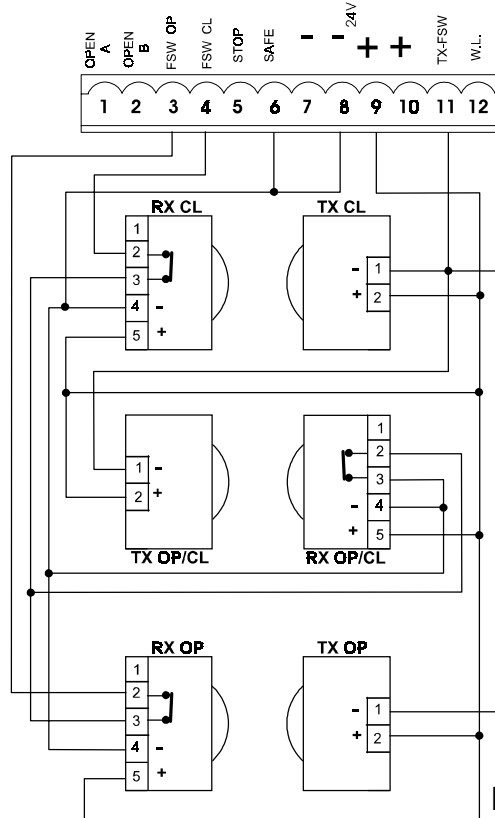 OPEN A
OPEN B
FSW OP
FSW CL
STOP
SAFE
-
- 24V
+
+
TX-FSW
W.L.
1 2 3 4 5 6 7 8 9 10 11 12
RX CL
1
2
3
4 -
5 +
TX CL
- 1
+ 2
1 -
2 +
TX OP/CL
1
2
3
- 4
+ 5
RX OP/CL
RX OP
1
2
3
4 -
5 +
TX OP
- 1
+ 2